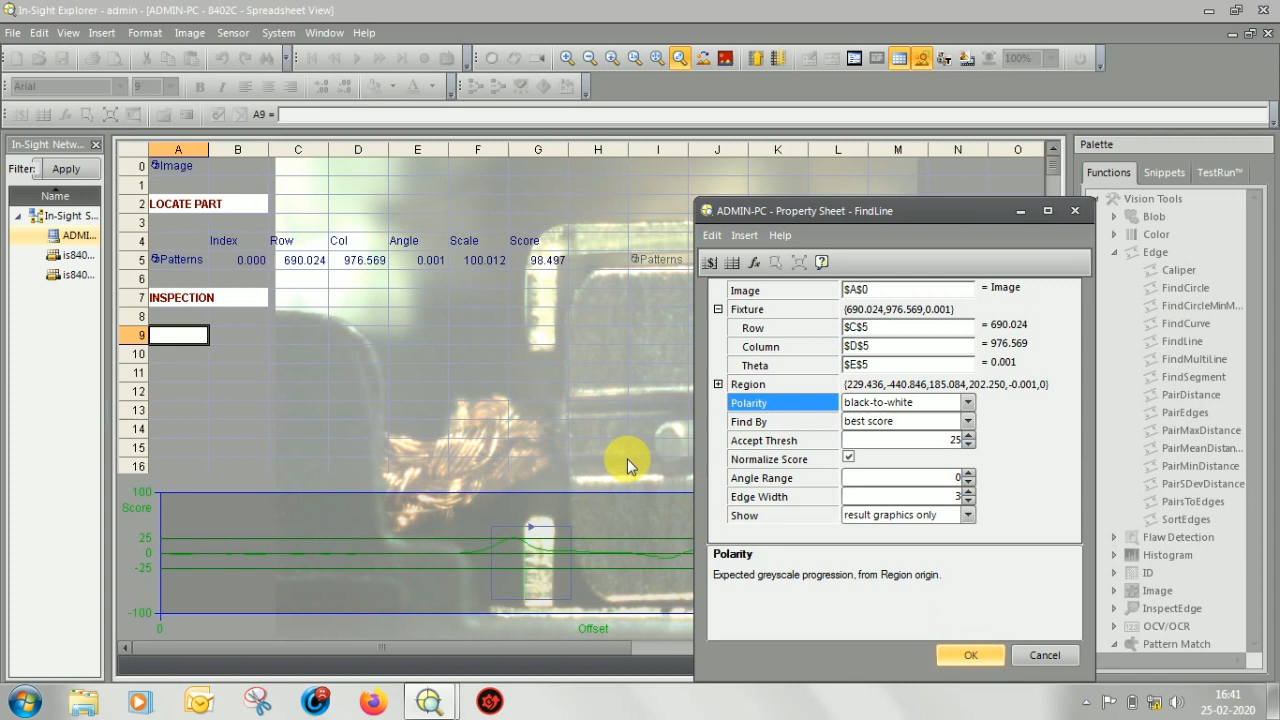 In-Sight Explorer - admin - [ADMIN-PC - 8402C - Spreadsheet View]
File Edit View Insert Format Image Sensor System Window Help
100%
Arial 9
A9 =
In-Sight Netw...
Filter: Apply
Name
In-Sight S...
ADMI...
is840...
is840...
A B C D E F G H I J K L M N O
0 Image
1
2 LOCATE PART
3
4 Index Row Col Angle Scale Score
5 Patterns 0.000 690.024 976.569 0.001 100.012 98.497 Patterns
6
7 INSPECTION
8
9
10
11
12
13
14
15
16
100
Score
25
0
-25
-100
0 Offset
ADMIN-PC - Property Sheet - FindLine
Edit Insert Help
Image $A$0 = Image
Fixture {690.024,976.569,0.001}
Row $C$5 = 690.024
Column $D$5 = 976.569
Theta $E$5 = 0.001
Region {229.436,-440.846,185.084,202.250,-0.001,0}
Polarity black-to-white
Find By best score
Accept Thresh 25
Normalize Score
Angle Range 0
Edge Width 3
Show result graphics only
Polarity
Expected greyscale progression, from Region origin.
OK Cancel
Palette
Functions Snippets TestRun™
Vision Tools
Blob
Color
Edge
Caliper
FindCircle
FindCircleMinM...
FindCurve
FindLine
FindMultiLine
FindSegment
PairDistance
PairEdges
PairMaxDistan...
PairMeanDistan...
PairMinDistance
PairSDevDistance
PairsToEdges
SortEdges
Flaw Detection
Histogram
ID
Image
InspectEdge
OCV/OCR
Pattern Match
16:41
25-02-2020